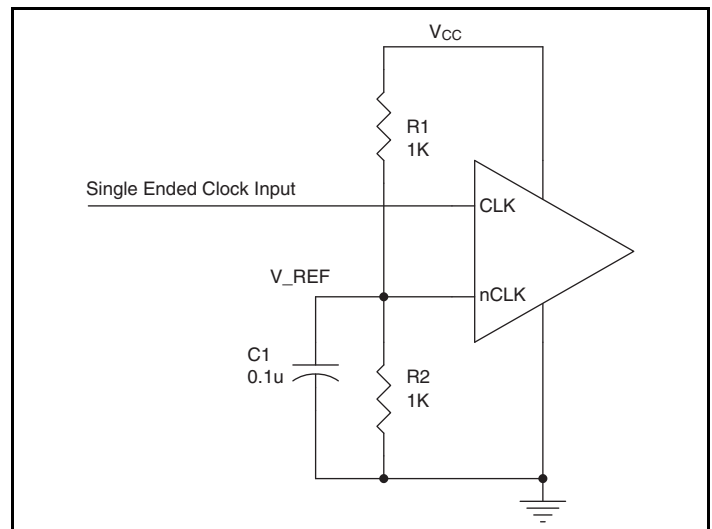 VCC
R1
1K
Single Ended Clock Input
CLK
V_REF
nCLK
C1
0.1u
R2
1K